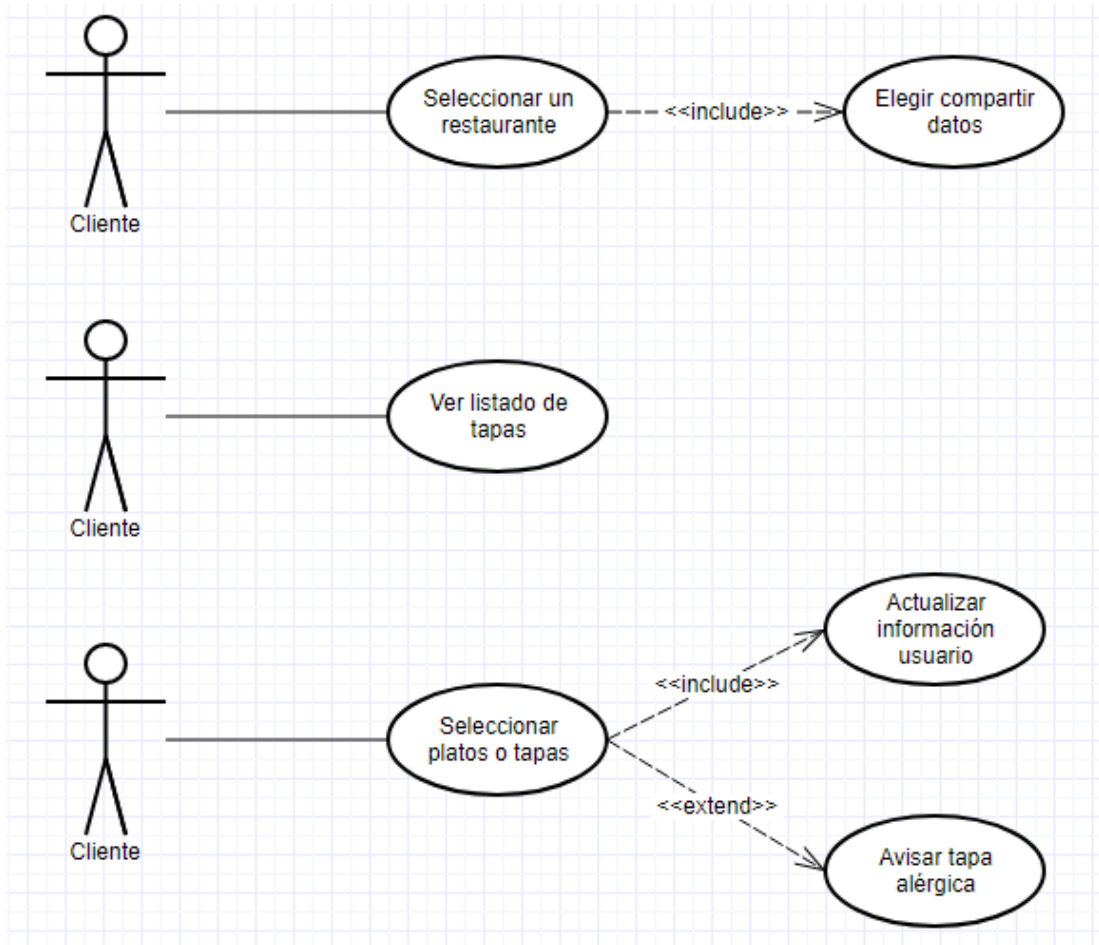 Seleccionar un
restaurante
<<include>>
Elegir compartir
datos
Cliente
Ver listado de
tapas
Cliente
Actualizar
información
usuario
<<include>>
Seleccionar
platos o tapas
<<extend>>
Avisar tapa
alérgica
Cliente